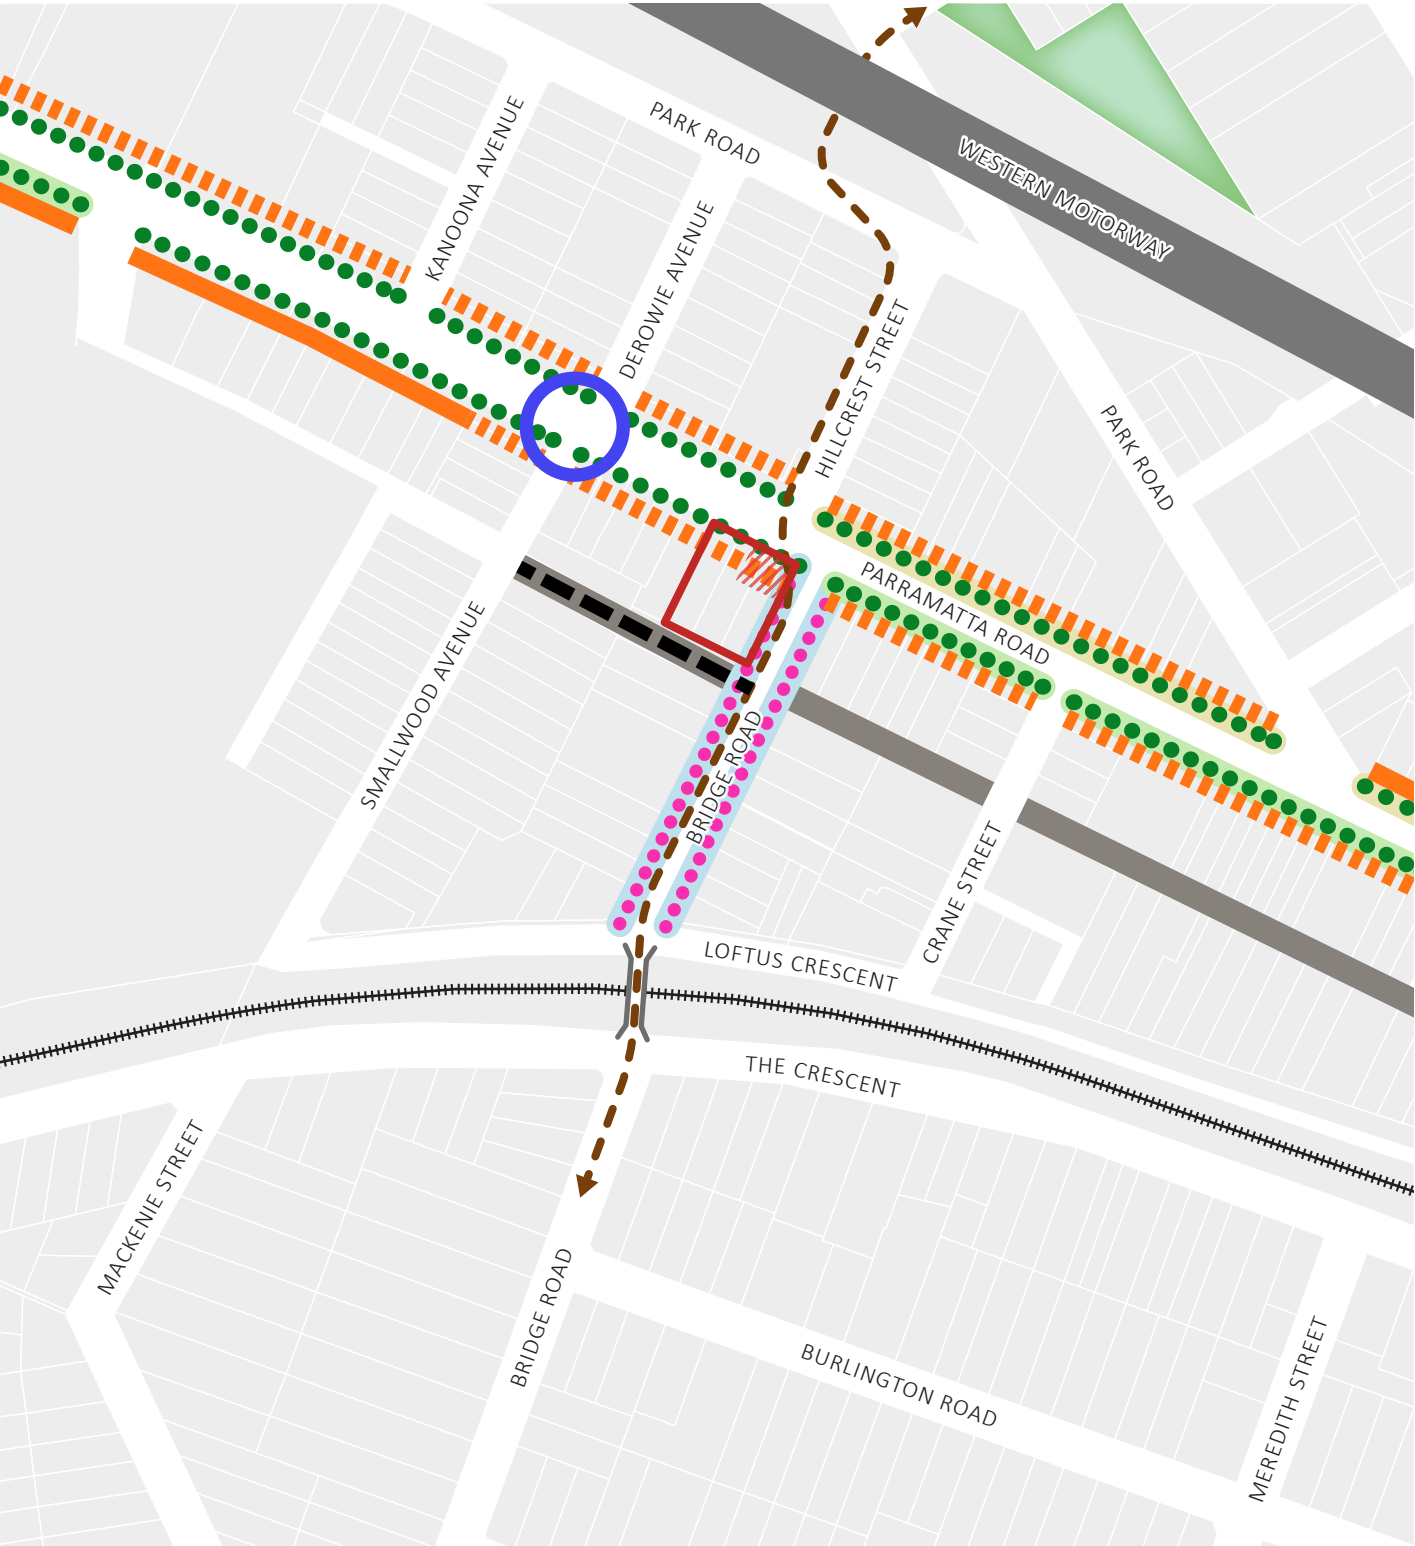 PARK ROAD
KANOONA AVENUE
WESTERN MOTORWAY
DEROWIE AVENUE
HILLCREST STREET
PARK ROAD
PARRAMATTA ROAD
SMALLWOOD AVENUE
BRIDGE ROAD
CRANE STREET
LOFTUS CRESCENT
THE CRESCENT
MACKENIE STREET
BRIDGE ROAD
BURLINGTON ROAD
MEREDITH STREET